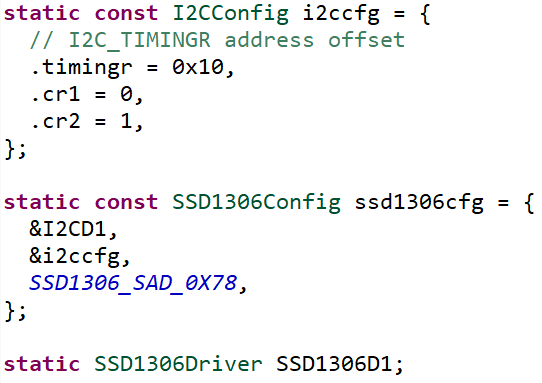 static const I2CConfig i2ccfg = {
  // I2C_TIMINGR address offset
  .timingr = 0x10,
  .cr1 = 0,
  .cr2 = 1,
};

static const SSD1306Config ssd1306cfg = {
  &I2CD1,
  &i2ccfg,
  SSD1306_SAD_0X78,
};

static SSD1306Driver SSD1306D1;